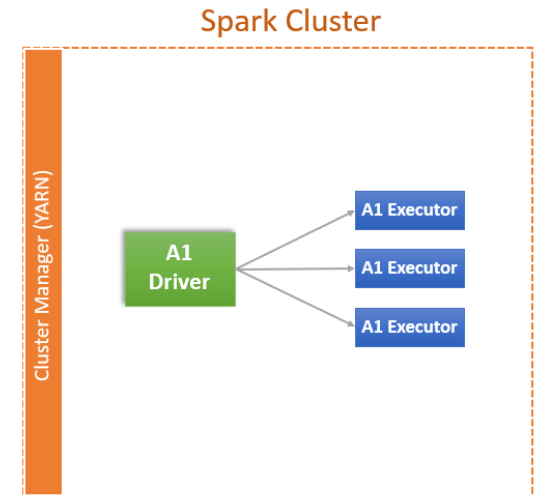 Spark Cluster
Cluster Manager (YARN)
A1
Driver
A1 Executor
A1 Executor
A1 Executor